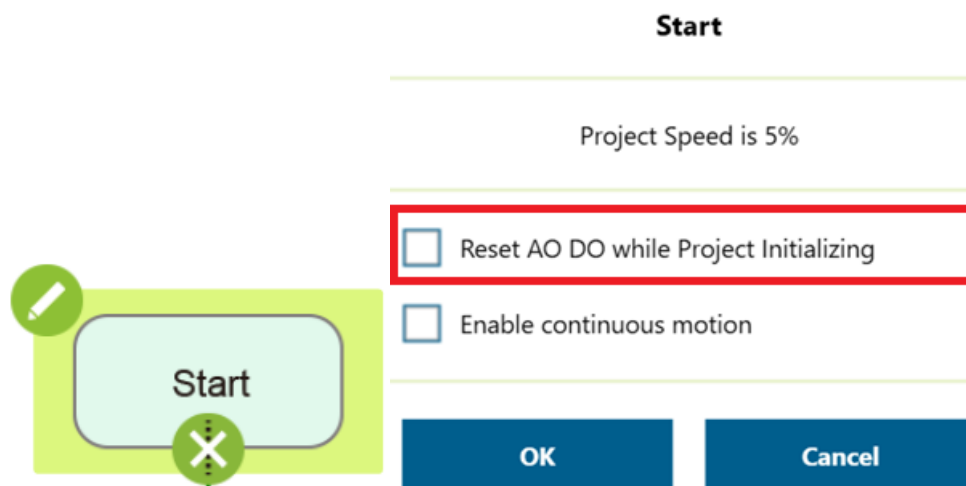 Start
Project Speed is 5%
Reset AO DO while Project Initializing
Enable continuous motion
OK
Cancel
Start